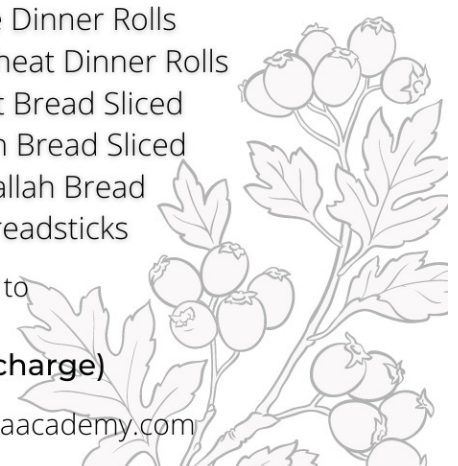 e Dinner Rolls
heat Dinner Rolls
t Bread Sliced
n Bread Sliced
allah Bread
readsticks
to
charge)
aacademy.com